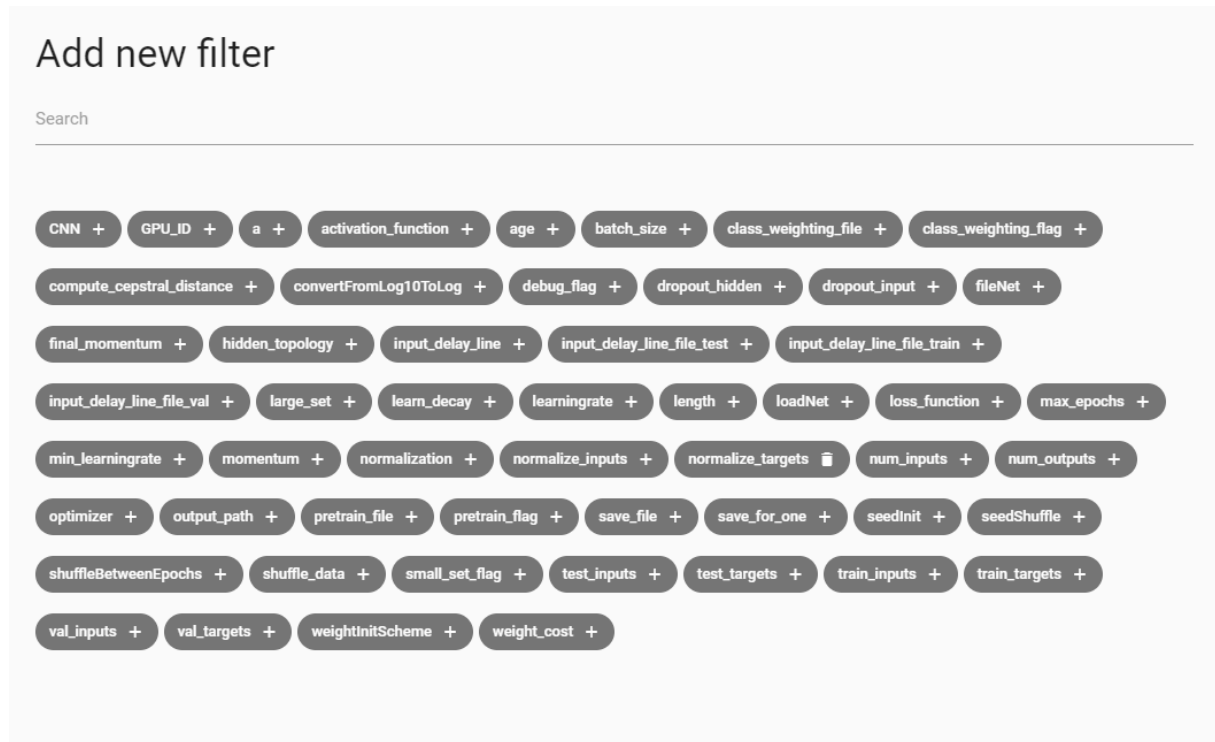 Add new filter
Search
CNN + GPU_ID + a + activation_function + age + batch_size + class_weighting_file + class_weighting_flag +
compute_cepstral_distance + convertFromLog10ToLog + debug_flag + dropout_hidden + dropout_input + fileNet +
final_momentum + hidden_topology + input_delay_line + input_delay_line_file_test + input_delay_line_file_train +
input_delay_line_file_val + large_set + learn_decay + learningrate + length + loadNet + loss_function + max_epochs +
min_learningrate + momentum + normalization + normalize_inputs + normalize_targets num_inputs + num_outputs +
optimizer + output_path + pretrain_file + pretrain_flag + save_file + save_for_one + seedInit + seedShuffle +
shuffleBetweenEpochs + shuffle_data + small_set_flag + test_inputs + test_targets + train_inputs + train_targets +
val_inputs + val_targets + weightInitScheme + weight_cost +